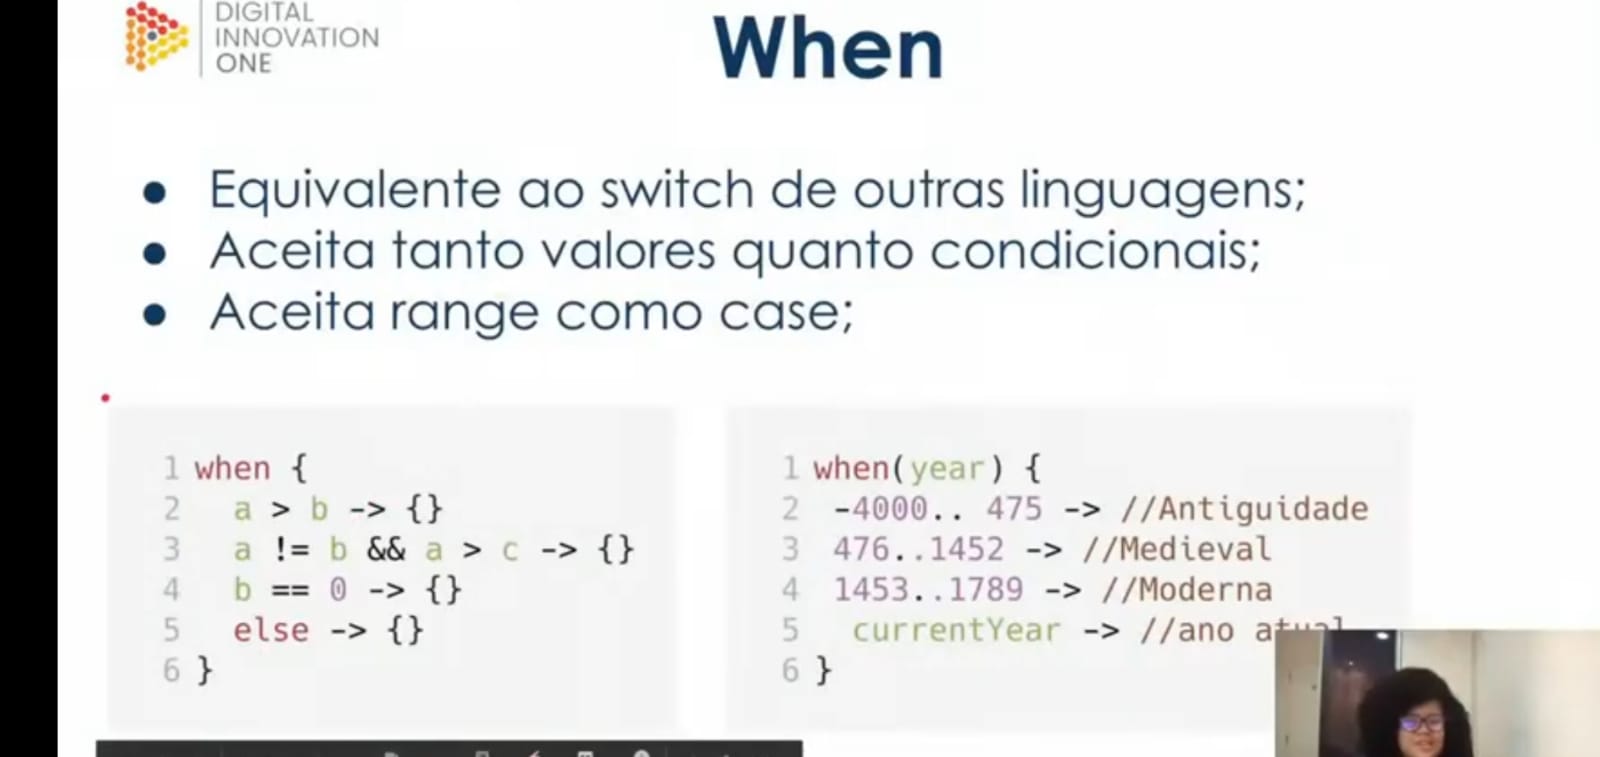 DIGITAL
INNOVATION
ONE
When
● Equivalente ao switch de outras linguagens;
● Aceita tanto valores quanto condicionais;
● Aceita range como case;
1 when {
2 a > b -> {}
3 a != b && a > c -> {}
4 b == 0 -> {}
5 else -> {}
6 }
1 when(year) {
2 -4000.. 475 -> //Antiguidade
3 476..1452 -> //Medieval
4 1453..1789 -> //Moderna
5 currentYear -> //ano atual
6 }